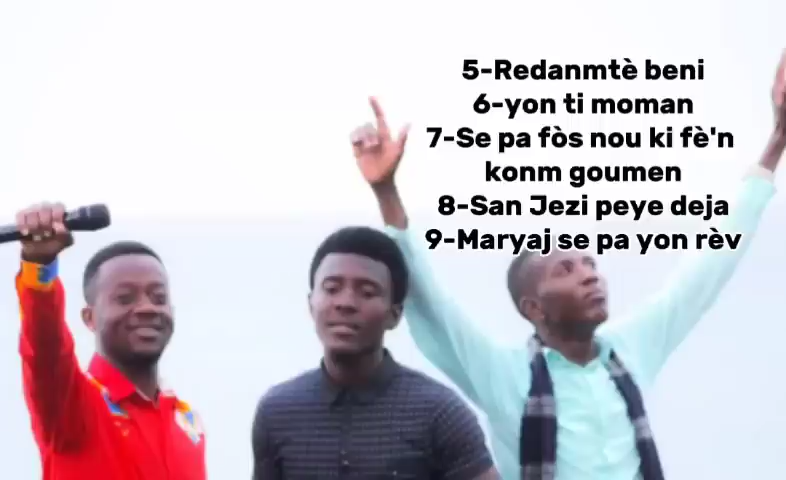 5-Redanmtè beni
6-yon ti moman
7-Se pa fòs nou ki fè'n
konm goumen
8-San Jezi peye deja
9-Maryaj se pa yon rèv